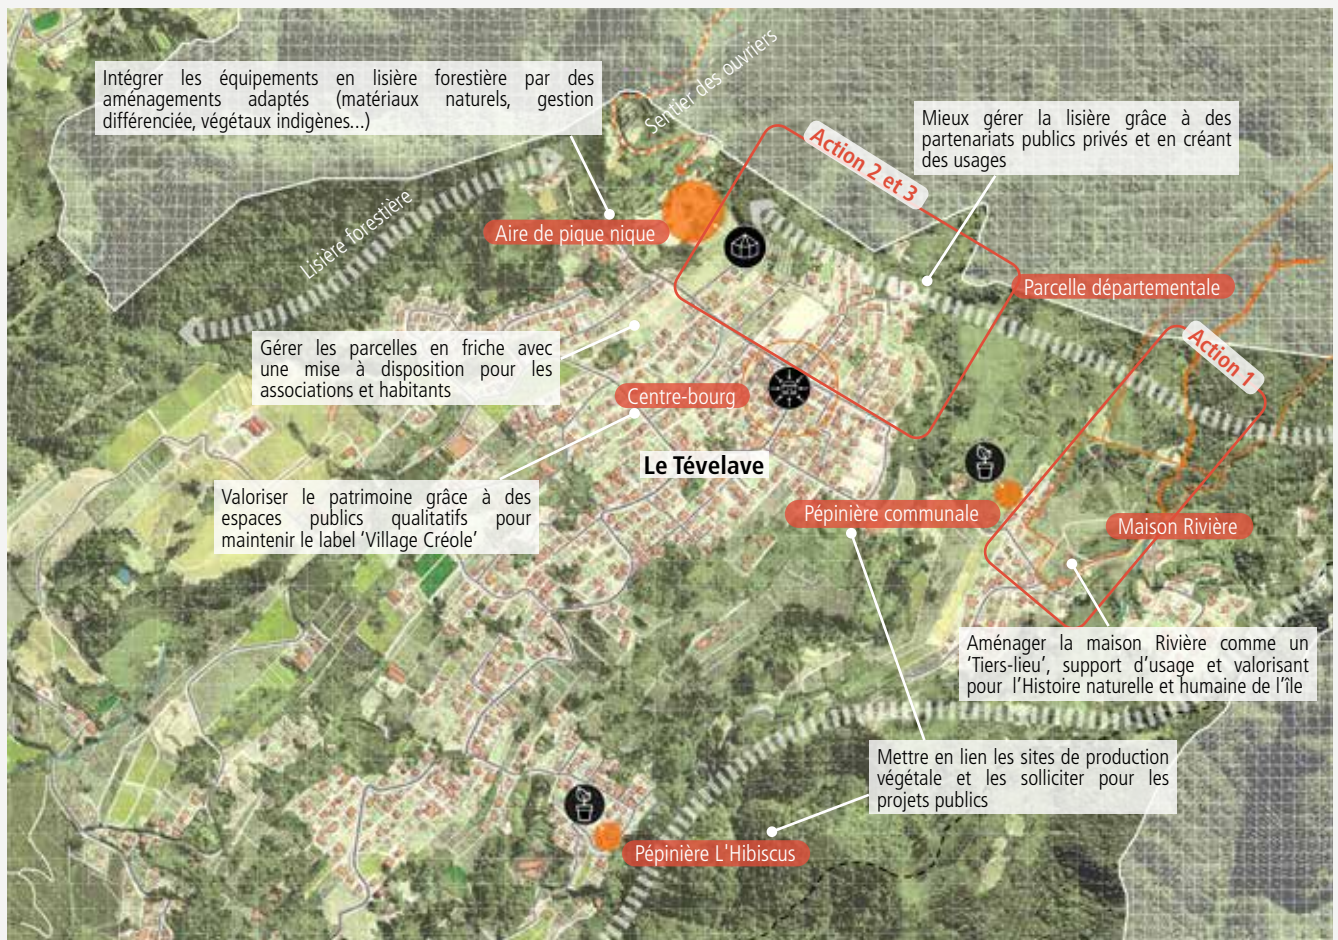 Sentier des ouvriers
Intégrer les équipements en lisière forestière par des
aménagements adaptés (matériaux naturels, gestion
différenciée, végétaux indigènes...)
Mieux gérer la lisière grâce à des
partenariats publics privés et en créant
des usages
Action 2 et 3
Lisière forestière
Aire de pique nique
Parcelle départementale
Gérer les parcelles en friche avec
une mise à disposition pour les
associations et habitants
Action 1
Centre-bourg
Le Tévelave
Valoriser le patrimoine grâce à des
espaces publics qualitatifs pour
maintenir le label ‘Village Créole’
Pépinière communale
Maison Rivière
Aménager la maison Rivière comme un
‘Tiers-lieu’, support d’usage et valorisant
pour l’Histoire naturelle et humaine de l’île
Mettre en lien les sites de production
végétale et les solliciter pour les
projets publics
Pépinière L'Hibiscus